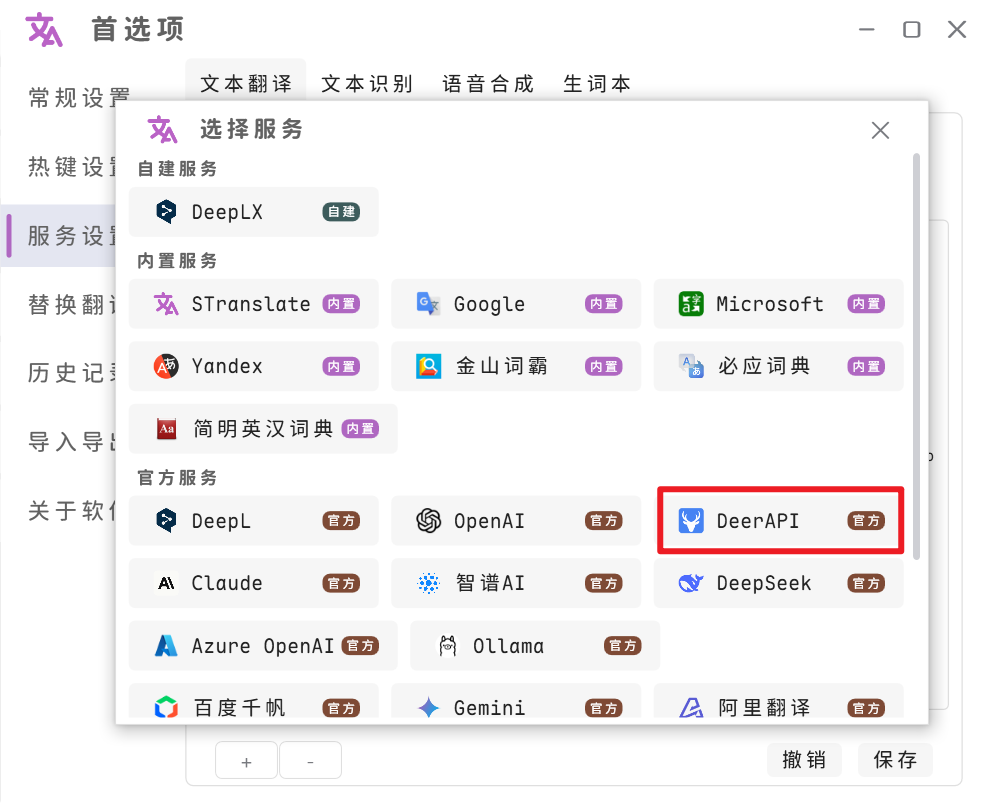 首选项
常规设置
文本翻译 文本识别 语音合成 生词本
选择服务
热键设
自建服务
DeepLX 自建
服务设
内置服务
STranslate 内置 Google 内置 Microsoft 内置
替换翻
Yandex 内置 金山词霸 内置 必应词典 内置
历史记
简明英汉词典 内置
导入导
官方服务
关于软
DeepL 官方 OpenAI 官方 DeerAPI 官方
Claude 官方 智谱AI 官方 DeepSeek 官方
Azure OpenAI 官方 Ollama 官方
百度千帆 官方 Gemini 官方 阿里翻译 官方
+ - 撤销 保存